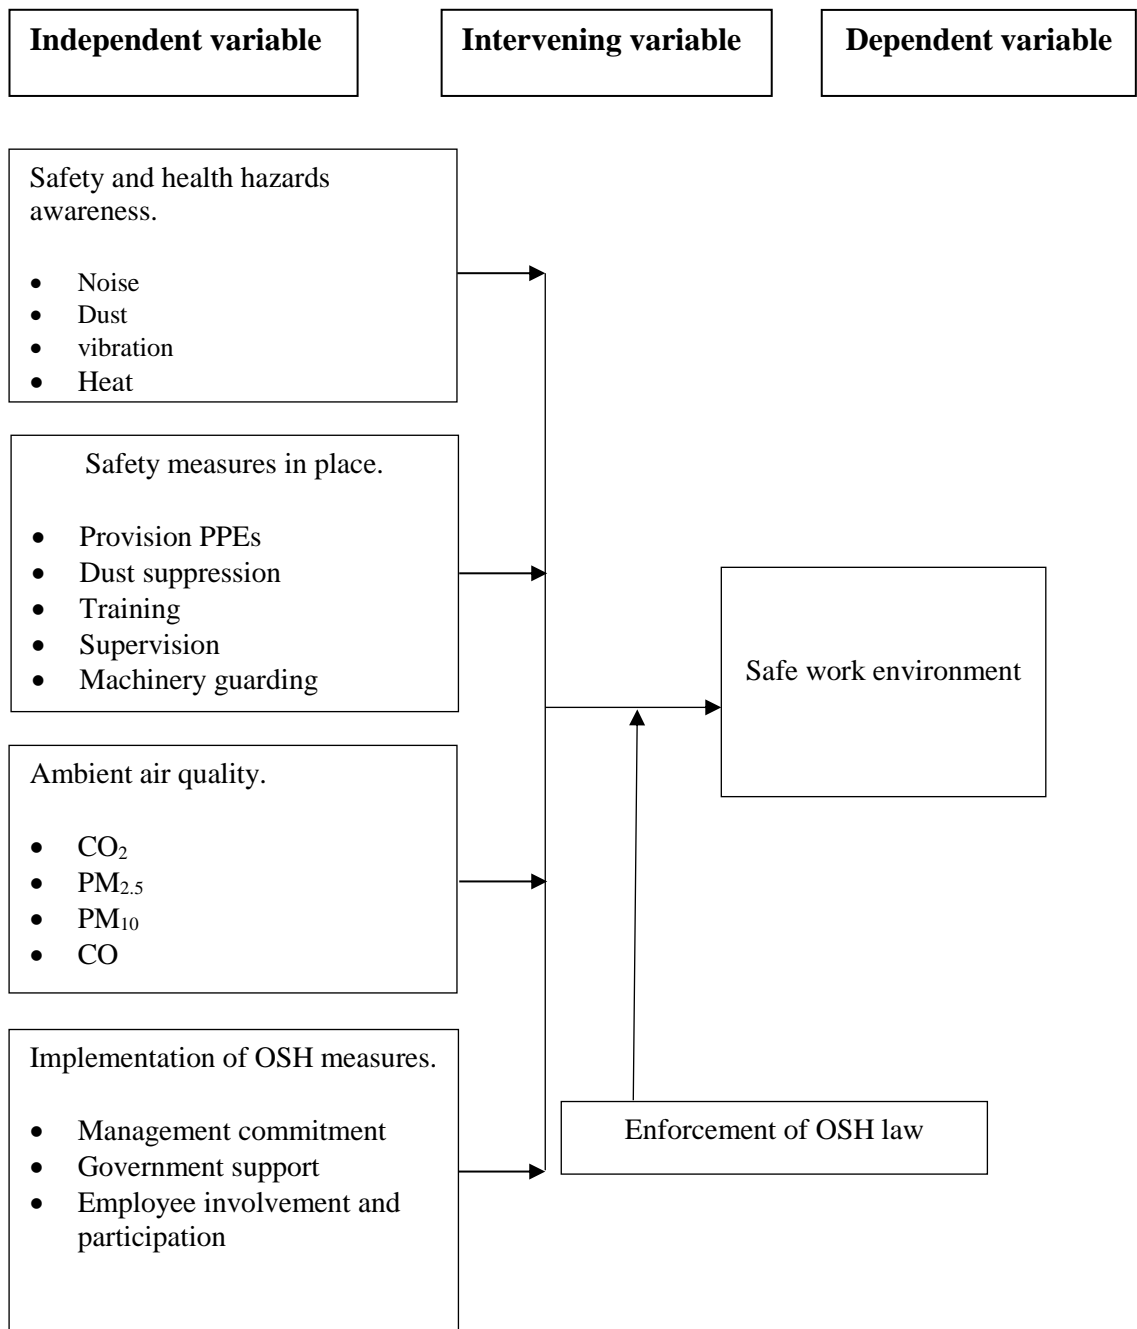 Independent variable
Intervening variable
Dependent variable
Safety and health hazards
awareness.
• Noise
• Dust
• vibration
• Heat
Safety measures in place.
• Provision PPEs
• Dust suppression
• Training
• Supervision
• Machinery guarding
Safe work environment
Ambient air quality.
• CO₂
• PM₂.₅
• PM₁₀
• CO
Implementation of OSH measures.
• Management commitment
• Government support
• Employee involvement and
participation
Enforcement of OSH law